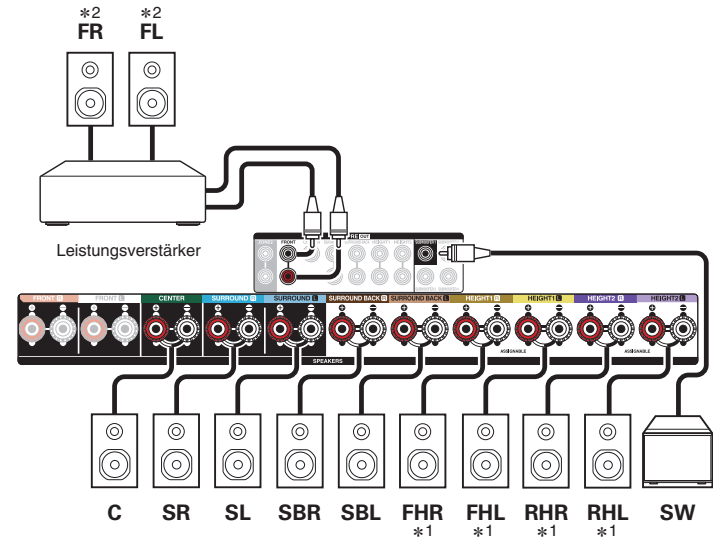 *2 *2
FR FL
Leistungsverstärker
PRE OUT
FRONT
FRONT R FRONT L CENTER SURROUND R SURROUND L SURROUND BACK R SURROUND BACK L HEIGHT1 R HEIGHT1 L HEIGHT2 R HEIGHT2 L
ASSIGNABLE ASSIGNABLE
SPEAKERS
C SR SL SBR SBL FHR FHL RHR RHL SW
*1 *1 *1 *1